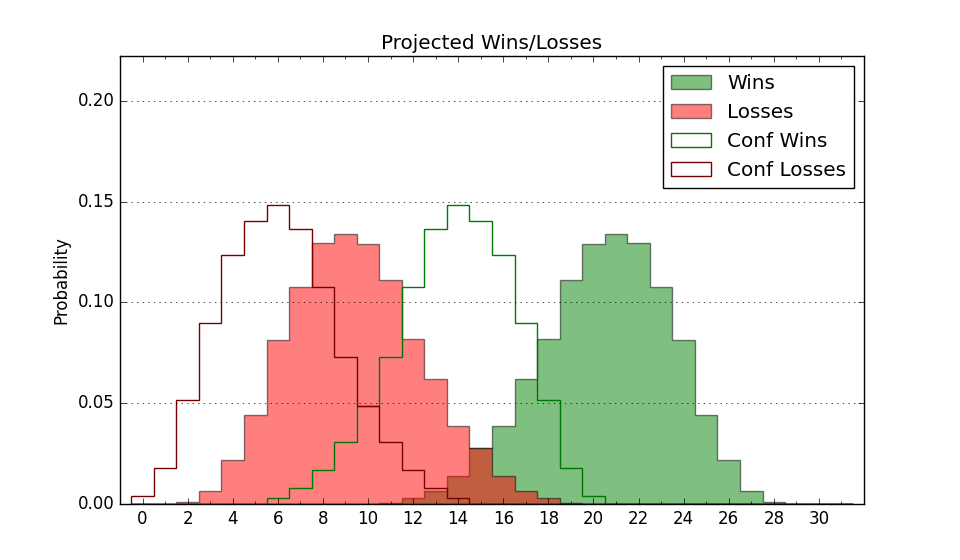 Projected Wins/Losses
Wins
Losses
Conf Wins
Conf Losses
Probability
0.20
0.15
0.10
0.05
0.00
0 2 4 6 8 10 12 14 16 18 20 22 24 26 28 30